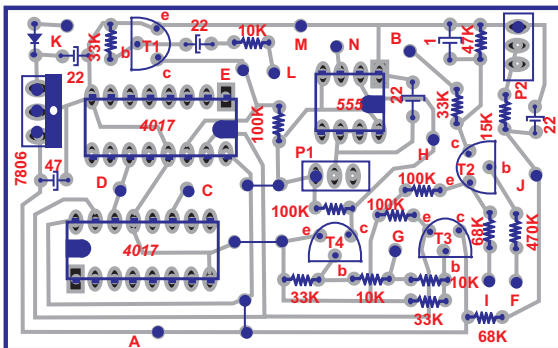 K
33K
e
T1
b
c
22
22
10K
M
N
B
1
47K
P2
L
E
7806
4017
100K
555
22
33K
15K
22
47
D
C
P1
H
c
b
T2
e
J
100K
100K
100K
4017
e
T4
c
b
G
e
c
T3
b
68K
470K
33K
10K
10K
33K
I
F
A
68K